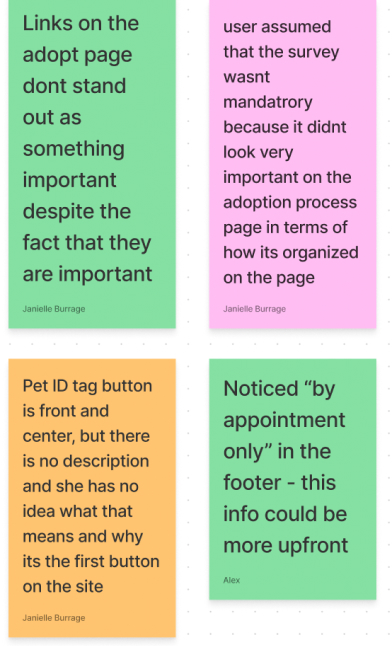 Links on the
adopt page
dont stand
out as
something
important
despite the
fact that they
are important
Janielle Burrage
user assumed
that the survey
wasnt
mandatrory
because it didnt
look very
important on the
adoption process
page in terms of
how its organized
on the page
Janielle Burrage
Pet ID tag button
is front and
center, but there
is no description
and she has no
idea what that
means and why
its the first button
on the site
Janielle Burrage
Noticed “by
appointment
only” in the
footer - this
info could be
more upfront
Alex